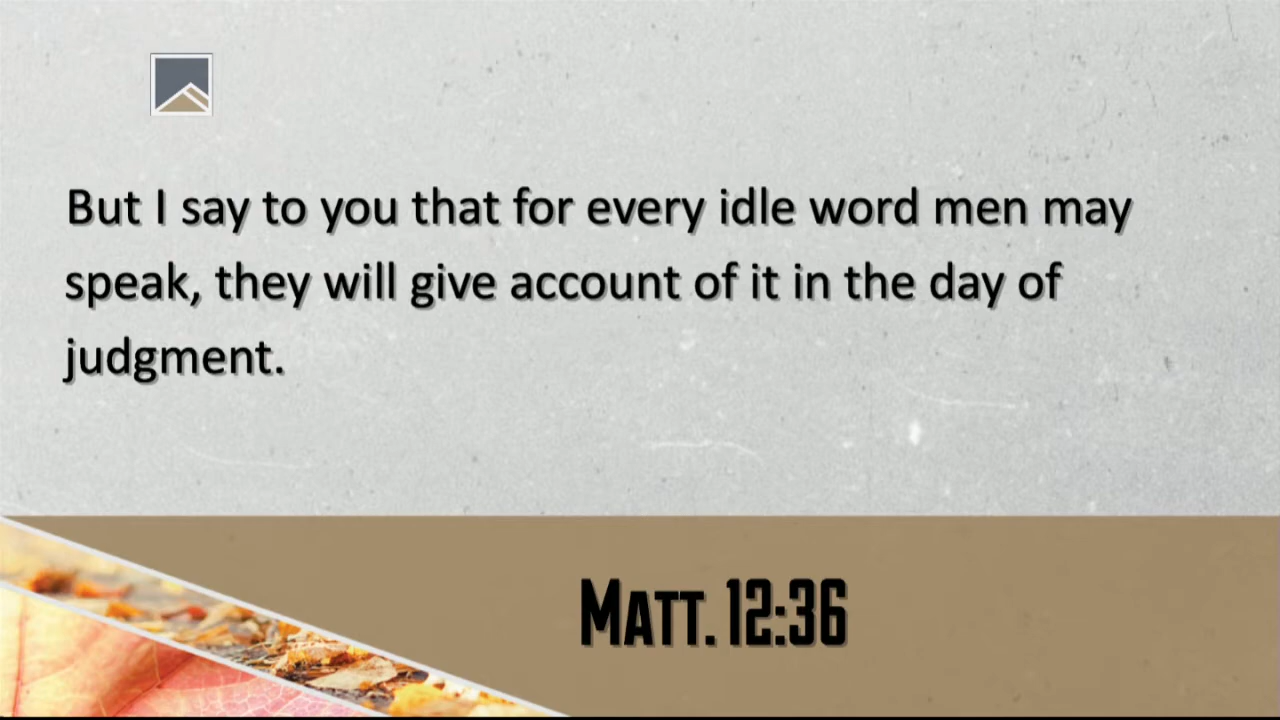 But I say to you that for every idle word men may
speak, they will give account of it in the day of
judgment.
Matt. 12:36